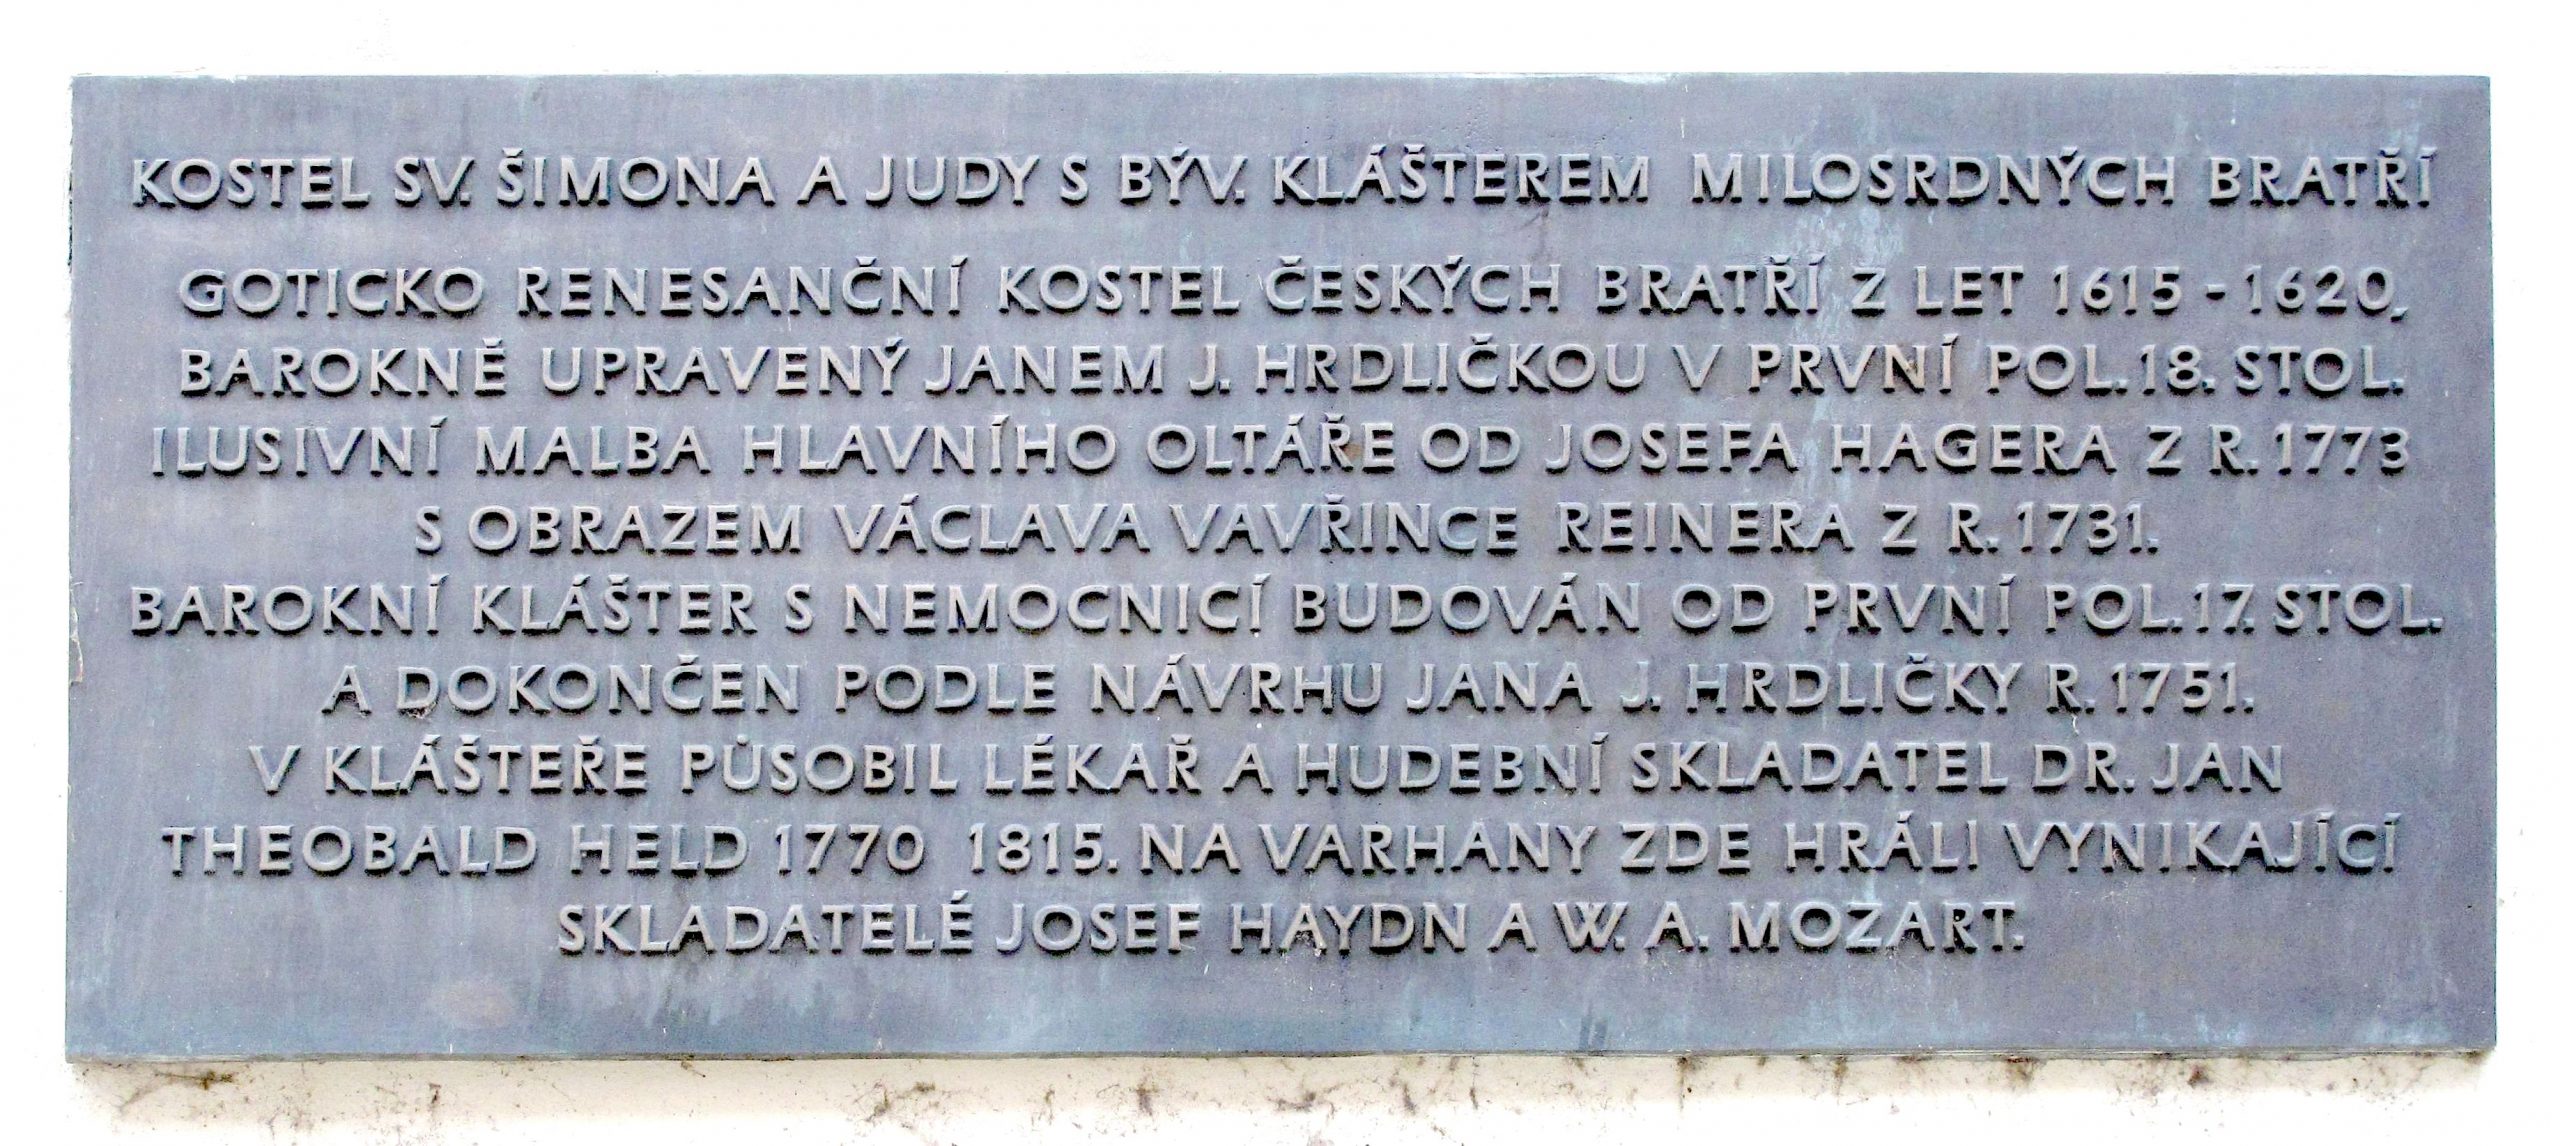 KOSTEL SV. ŠIMONA A JUDY S BÝV. KLÁŠTEREM MILOSRDNÝCH BRATŘÍ
GOTICKO RENESANČNÍ KOSTEL ČESKÝCH BRATŘÍ Z LET 1615 - 1620,
BAROKNĚ UPRAVENÝ JANEM J. HRDLIČKOU V PRVNÍ POL. 18. STOL.
ILUSIVNÍ MALBA HLAVNÍHO OLTÁŘE OD JOSEFA HAGERA Z R. 1773
S OBRAZEM VÁCLAVA VAVŘINCE REINERA Z R. 1731.
BAROKNÍ KLÁŠTER S NEMOCNICÍ BUDOVÁN OD PRVNÍ POL. 17. STOL.
A DOKONČEN PODLE NÁVRHU JANA J. HRDLIČKY R. 1751.
V KLÁŠTEŘE PŮSOBIL LÉKAŘ A HUDEBNÍ SKLADATEL DR. JAN
THEOBALD HELD 1770 1815. NA VARHANY ZDE HRÁLI VYNIKAJÍCÍ
SKLADATELÉ JOSEF HAYDN A W. A. MOZART.